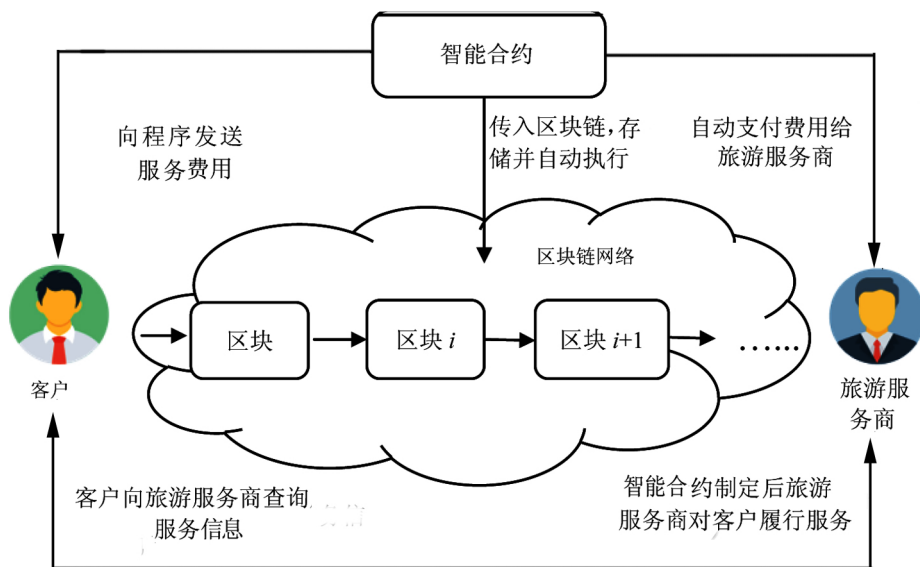 智能合约
向程序发送
服务费用
传入区块链,存
储并自动执行
自动支付费用给
旅游服务商
区块链网络
区块
区块 i
区块 i+1
……
客户
旅游服
务商
客户向旅游服务商查询
服务信息
智能合约制定后旅游
服务商对客户履行服务